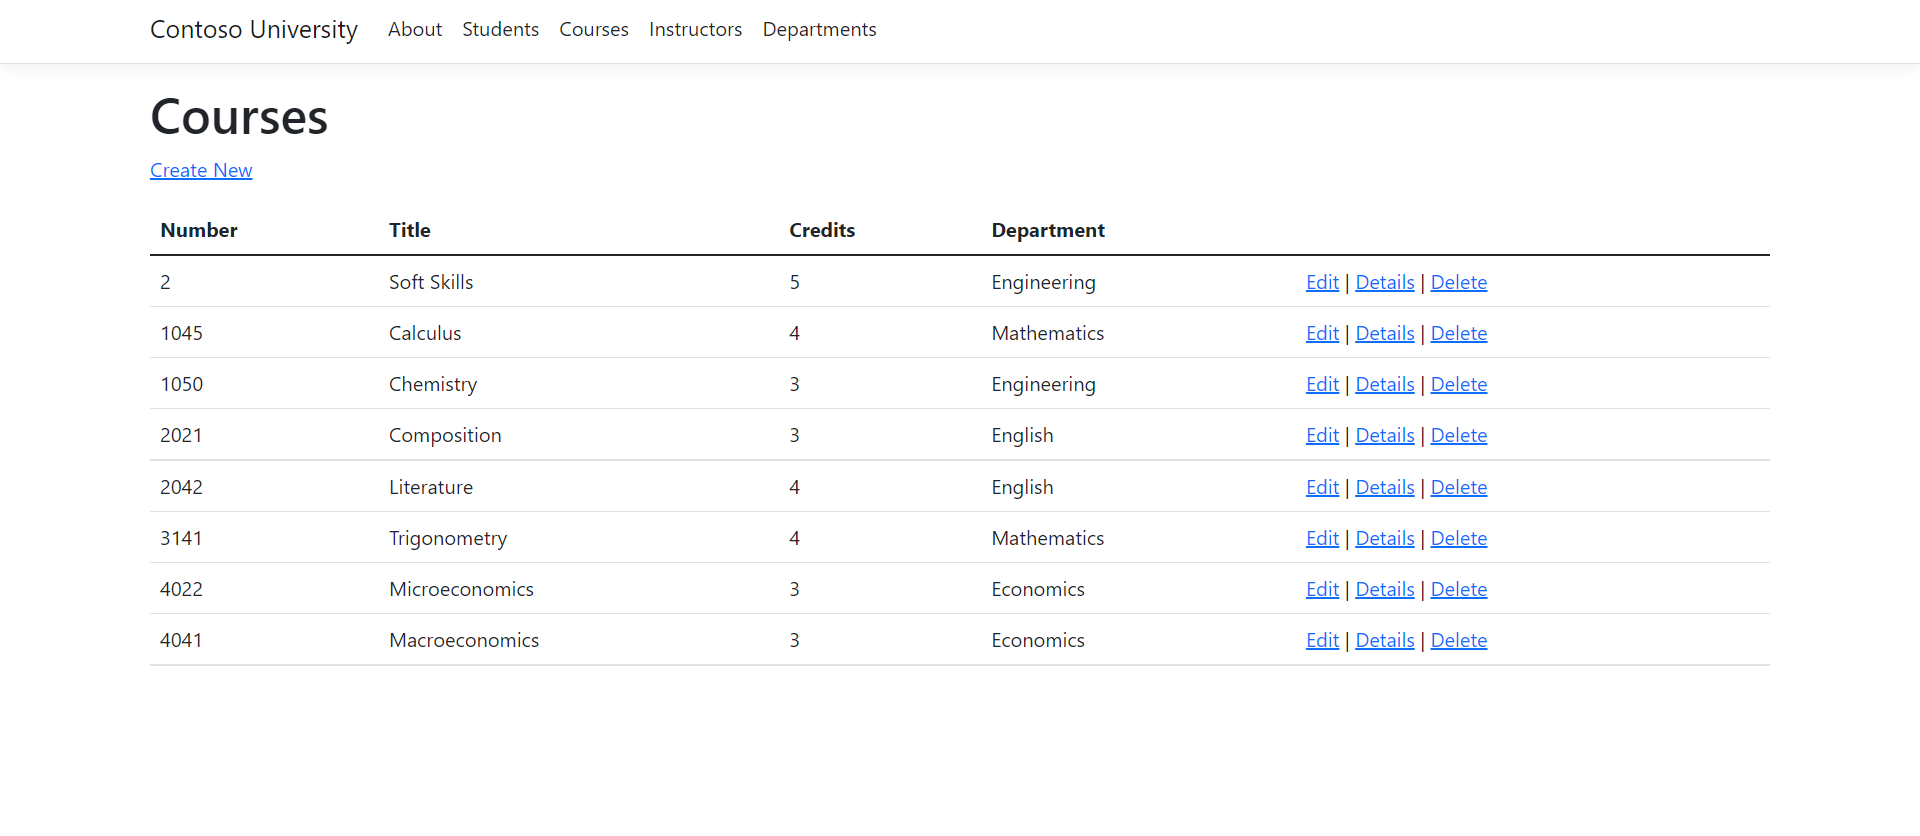 Contoso University About Students Courses Instructors Departments
Courses
Create New
Number Title Credits Department
2 Soft Skills 5 Engineering Edit | Details | Delete
1045 Calculus 4 Mathematics Edit | Details | Delete
1050 Chemistry 3 Engineering Edit | Details | Delete
2021 Composition 3 English Edit | Details | Delete
2042 Literature 4 English Edit | Details | Delete
3141 Trigonometry 4 Mathematics Edit | Details | Delete
4022 Microeconomics 3 Economics Edit | Details | Delete
4041 Macroeconomics 3 Economics Edit | Details | Delete